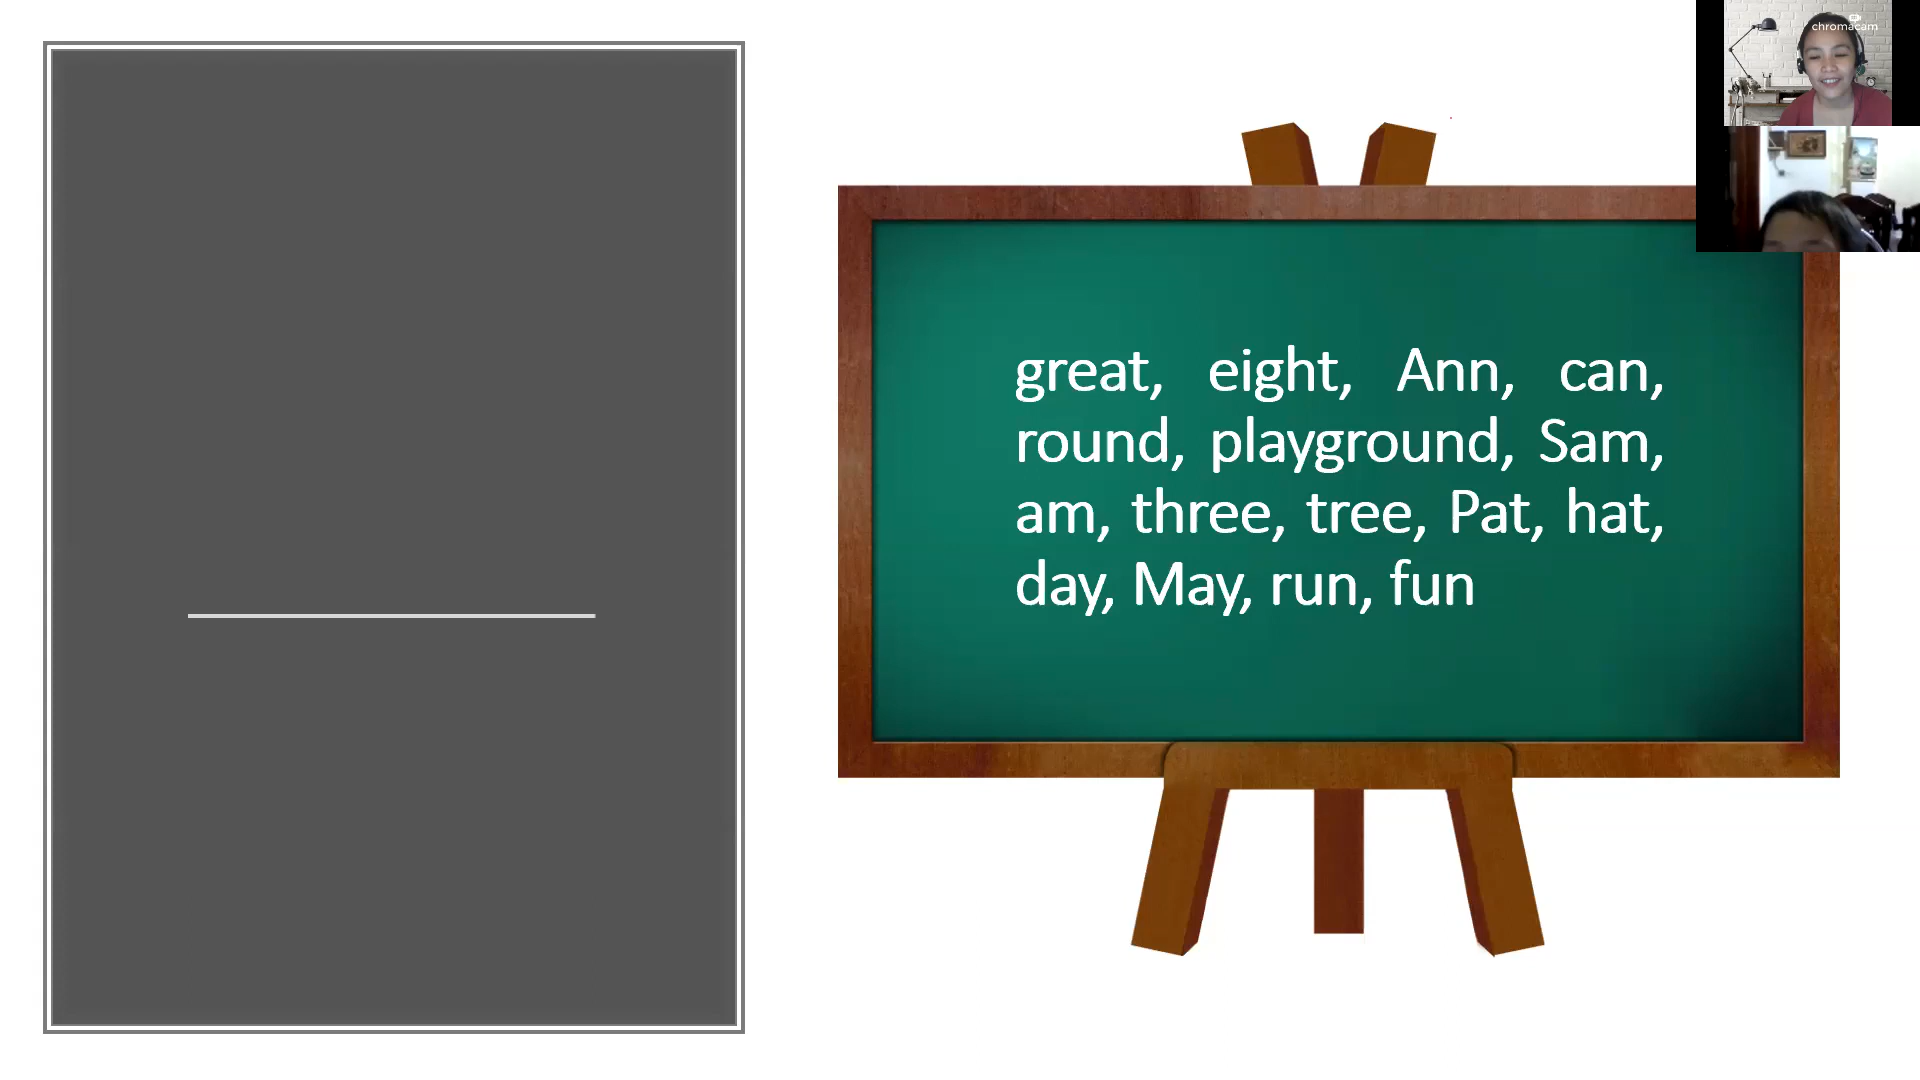 chromacam
great, eight, Ann, can,
round, playground, Sam,
am, three, tree, Pat, hat,
day, May, run, fun